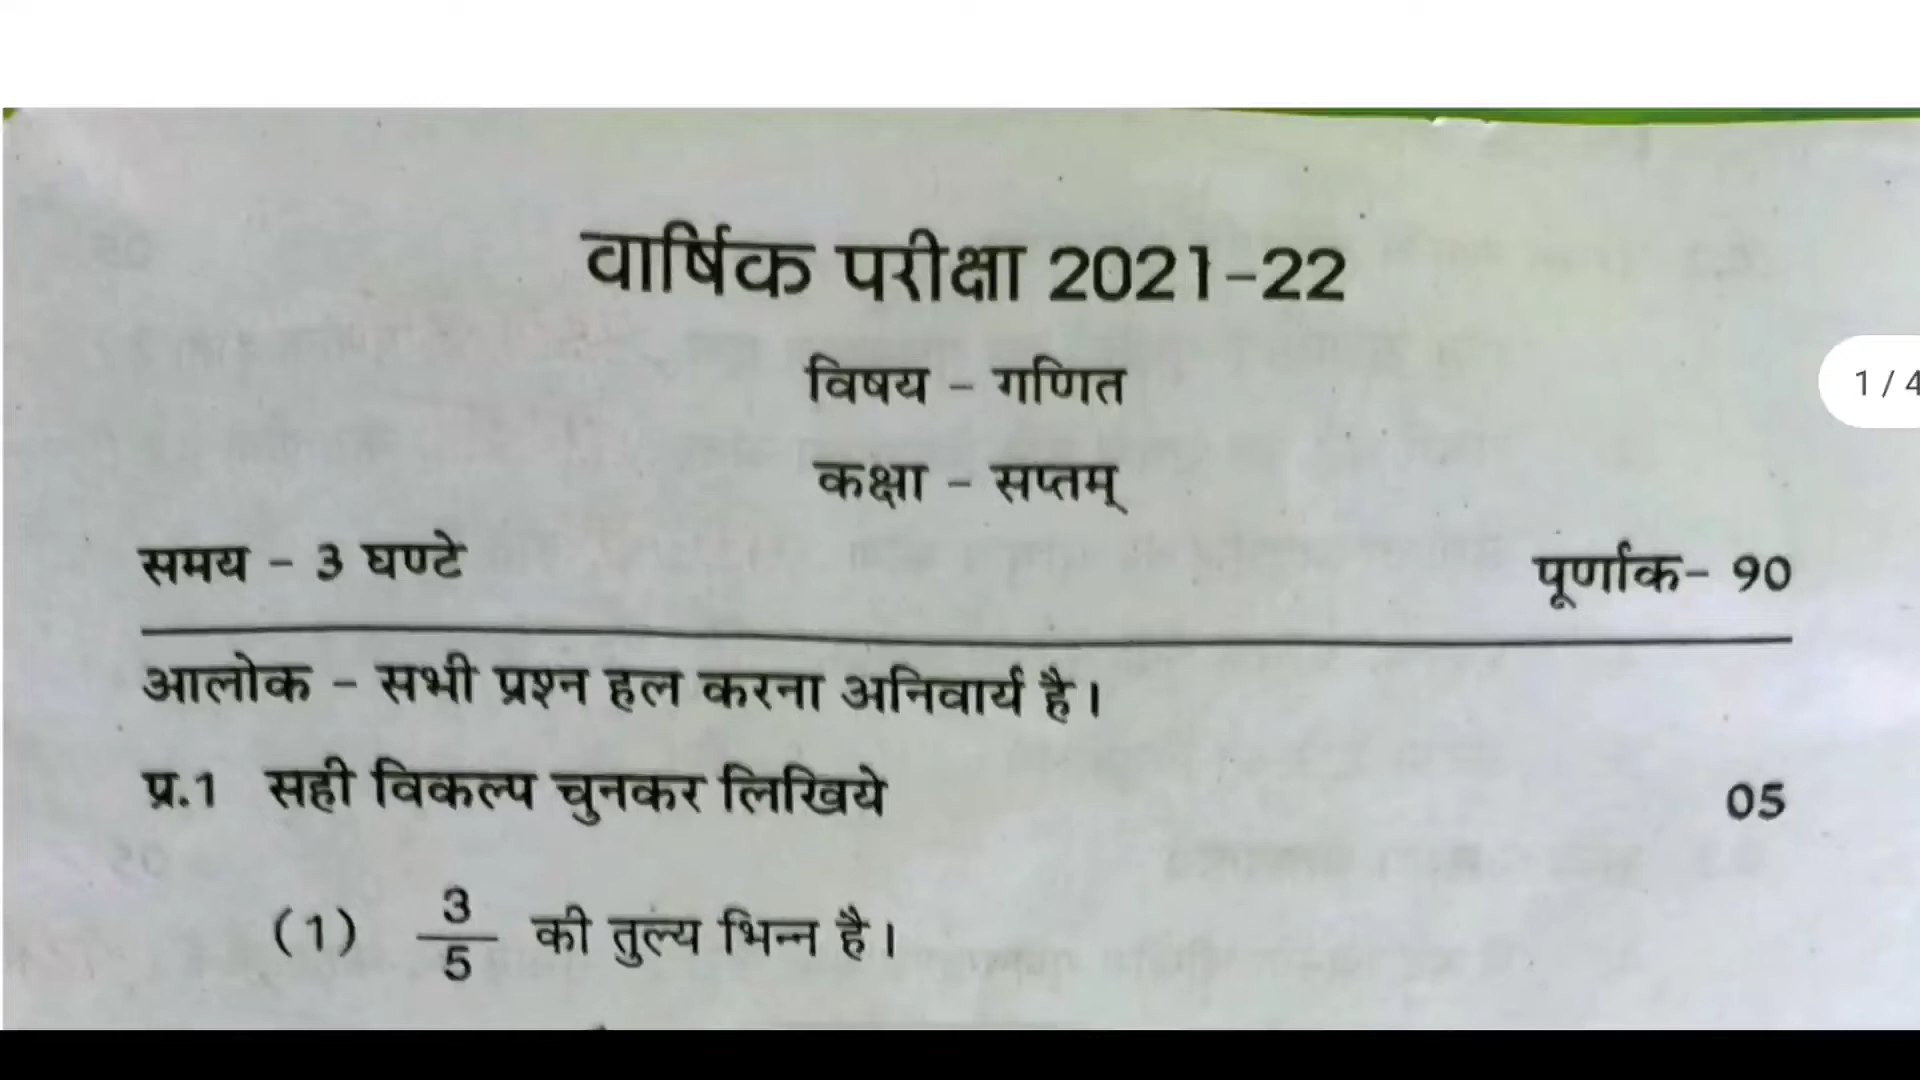 वार्षिक परीक्षा 2021-22
विषय - गणित
1 / 4
कक्षा - सप्तम्
समय - 3 घण्टे पूर्णाक- 90
आलोक - सभी प्रश्न हल करना अनिवार्य है।
प्र.1 सही विकल्प चुनकर लिखिये 05
(1) 3/5 की तुल्य भिन्न है।